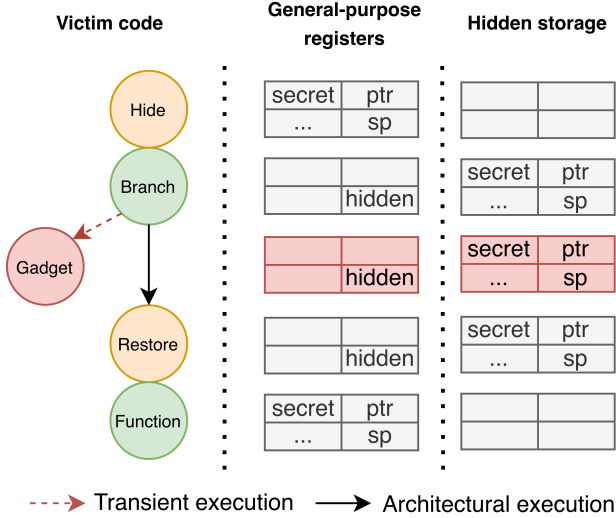 Victim code
General-purpose
registers
Hidden storage
Hide
secret ptr
... sp
Branch
hidden
secret ptr
... sp
Gadget
hidden
secret ptr
... sp
Restore
hidden
secret ptr
... sp
Function
secret ptr
... sp
Transient execution
Architectural execution